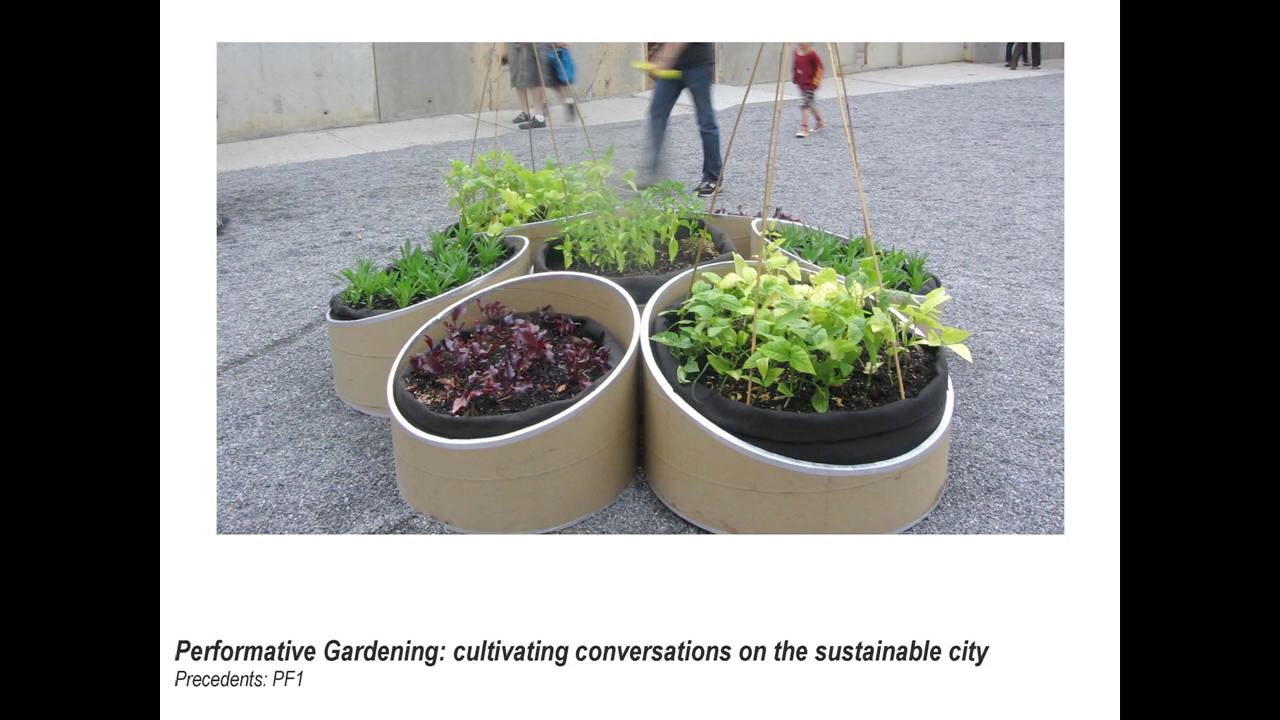 Performative Gardening: cultivating conversations on the sustainable city
Precedents: PF1